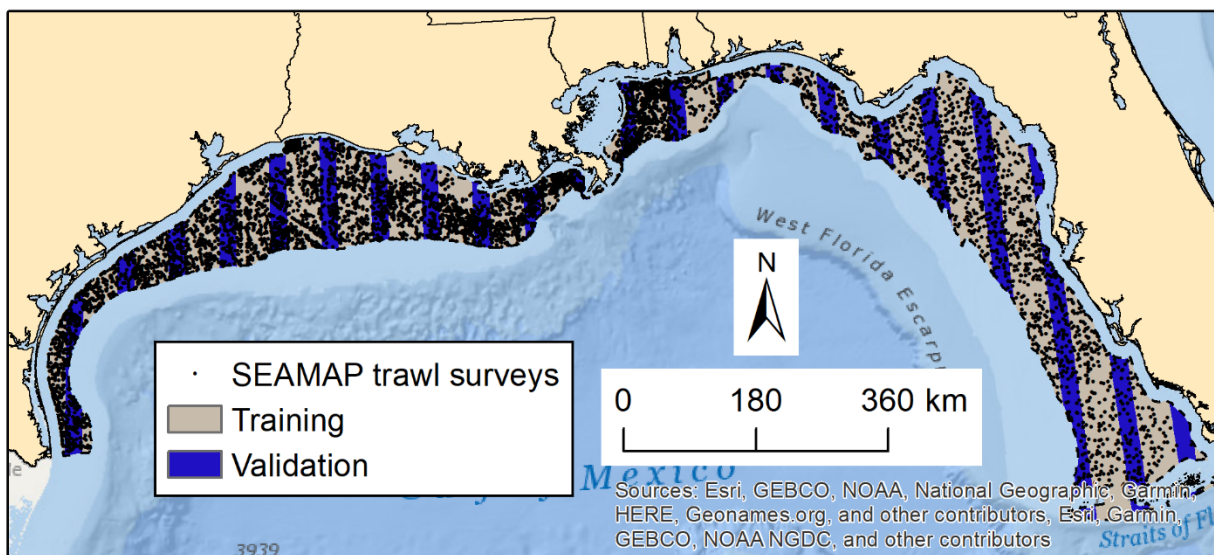 West Florida Escarp
N
SEAMAP trawl surveys
Training
Validation
0 180 360 km
Mexico
Sources: Esri, GEBCO, NOAA, National Geographic, Garmin,
HERE, Geonames.org, and other contributors, Esri, Garmin,
GEBCO, NOAA NGDC, and other contributors
Straits of Fl
3939